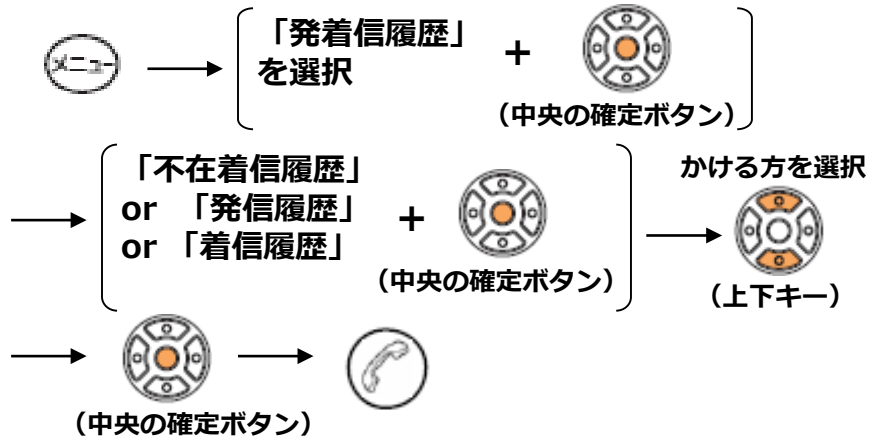 メニュー
「発着信履歴」
を選択
+
（中央の確定ボタン）
「不在着信履歴」
or 「発信履歴」
or 「着信履歴」
+
（中央の確定ボタン）
かける方を選択
（上下キー）
（中央の確定ボタン）